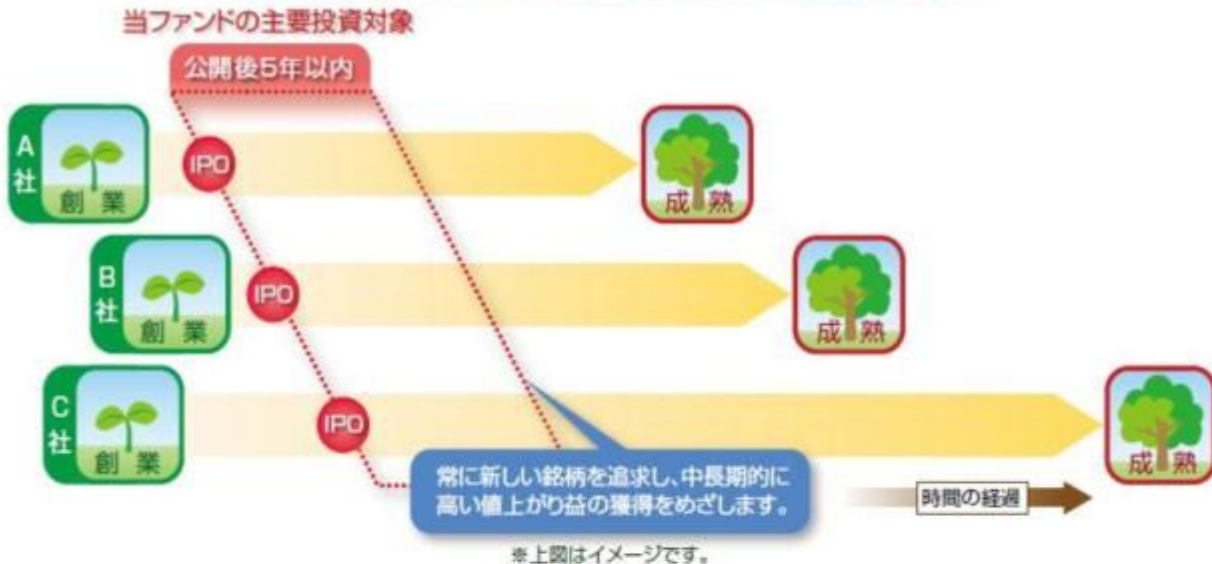 当ファンドの主要投資対象
公開後5年以内
A社
創業
IPO
成熟
B社
創業
IPO
成熟
C社
創業
IPO
成熟
常に新しい銘柄を追求し、中長期的に
高い値上がり益の獲得をめざします。
時間の経過
※上図はイメージです。